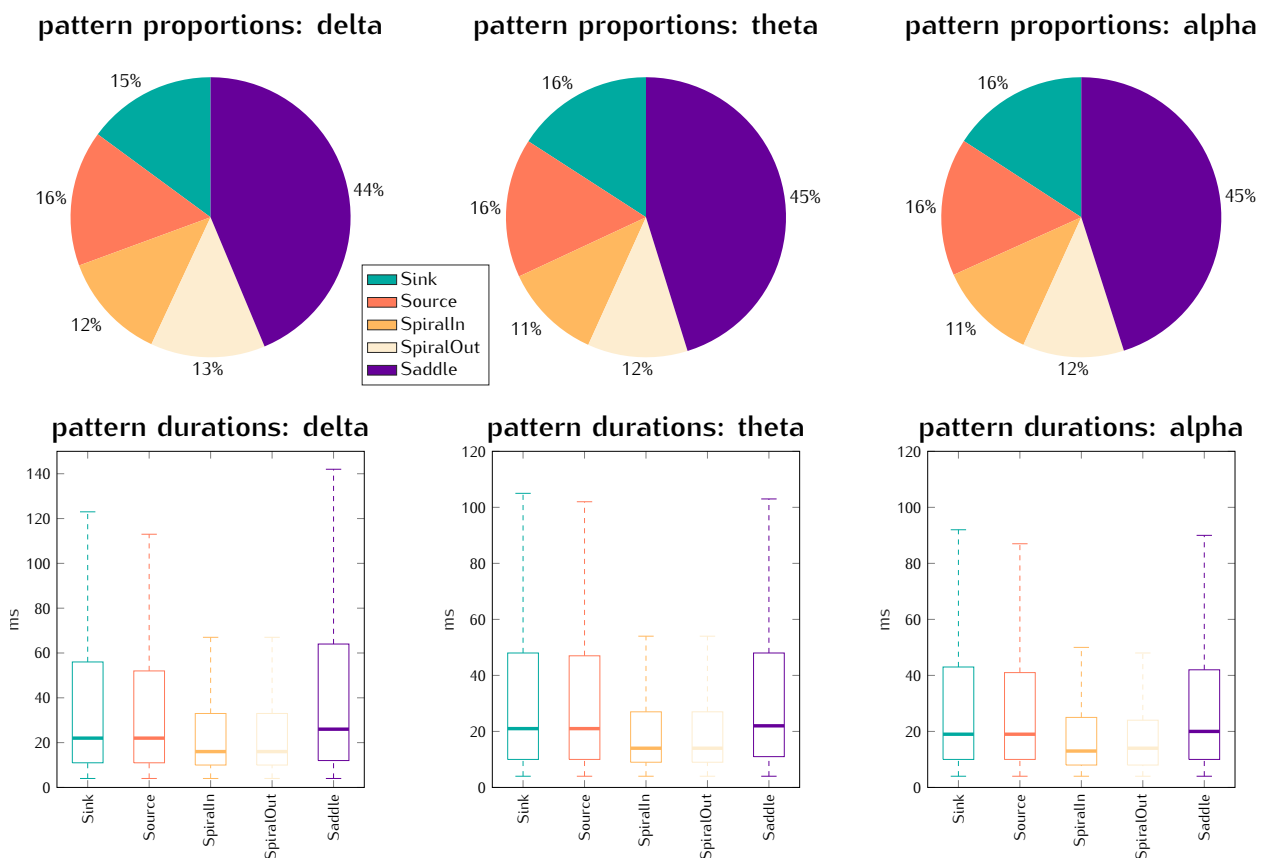 pattern proportions: delta
15%
44%
16%
12%
13%
pattern proportions: theta
16%
45%
16%
11%
12%
pattern proportions: alpha
16%
45%
16%
11%
12%
Sink
Source
SpiralIn
SpiralOut
Saddle
pattern durations: delta
140
120
100
80
60
40
20
0
ms
Sink
Source
SpiralIn
SpiralOut
Saddle
pattern durations: theta
120
100
80
60
40
20
0
ms
Sink
Source
SpiralIn
SpiralOut
Saddle
pattern durations: alpha
120
100
80
60
40
20
0
ms
Sink
Source
SpiralIn
SpiralOut
Saddle